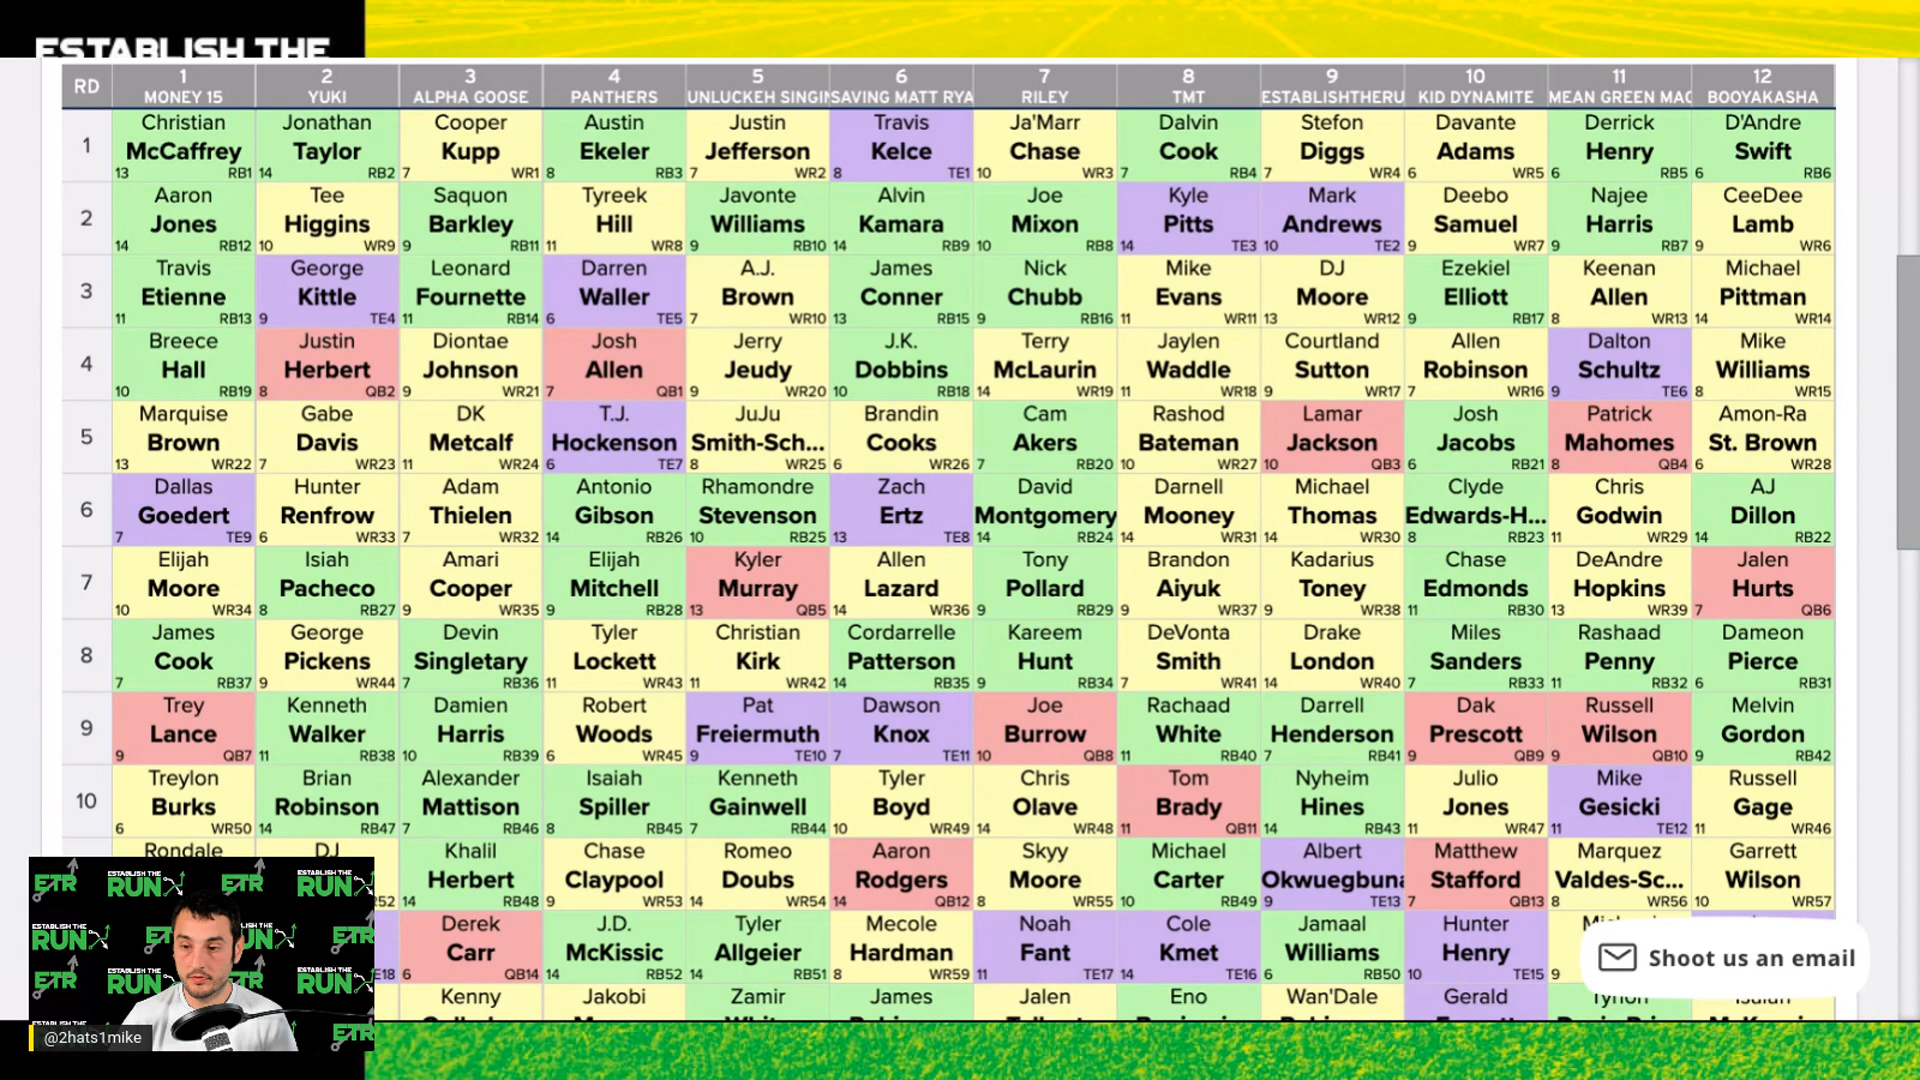 ESTABLISH THE
RD
1 2 3 4 5 6 7 8 9 10 11 12
MONEY 15 YUKI ALPHA GOOSE PANTHERS UNLUCKEH SINGIN SAVING MATT RYA RILEY TMT ESTABLISHTHERU KID DYNAMITE MEAN GREEN MAC BOOYAKASHA
1
Christian Jonathan Cooper Austin Justin Travis Ja'Marr Dalvin Stefon Davante Derrick D'Andre
McCaffrey Taylor Kupp Ekeler Jefferson Kelce Chase Cook Diggs Adams Henry Swift
13 RB1 14 RB2 7 WR1 8 RB3 7 WR2 8 TE1 10 WR3 7 RB4 7 WR4 6 WR5 6 RB5 6 RB6
2
Aaron Tee Saquon Tyreek Javonte Alvin Joe Kyle Mark Deebo Najee CeeDee
Jones Higgins Barkley Hill Williams Kamara Mixon Pitts Andrews Samuel Harris Lamb
14 RB12 10 WR9 9 RB11 11 WR8 9 RB10 14 RB9 10 RB8 14 TE3 10 TE2 9 WR7 9 RB7 9 WR6
3
Travis George Leonard Darren A.J. James Nick Mike DJ Ezekiel Keenan Michael
Etienne Kittle Fournette Waller Brown Conner Chubb Evans Moore Elliott Allen Pittman
11 RB13 9 TE4 11 RB14 6 TE5 7 WR10 13 RB15 9 RB16 11 WR11 13 WR12 9 RB17 8 WR13 14 WR14
4
Breece Justin Diontae Josh Jerry J.K. Terry Jaylen Courtland Allen Dalton Mike
Hall Herbert Johnson Allen Jeudy Dobbins McLaurin Waddle Sutton Robinson Schultz Williams
10 RB19 8 QB2 9 WR21 7 QB1 9 WR20 10 RB18 14 WR19 11 WR18 9 WR17 7 WR16 9 TE6 8 WR15
5
Marquise Gabe DK T.J. JuJu Brandin Cam Rashod Lamar Josh Patrick Amon-Ra
Brown Davis Metcalf Hockenson Smith-Sch... Cooks Akers Bateman Jackson Jacobs Mahomes St. Brown
13 WR22 7 WR23 11 WR24 6 TE7 8 WR25 6 WR26 7 RB20 10 WR27 10 QB3 6 RB21 8 QB4 6 WR28
6
Dallas Hunter Adam Antonio Rhamondre Zach David Darnell Michael Clyde Chris AJ
Goedert Renfrow Thielen Gibson Stevenson Ertz Montgomery Mooney Thomas Edwards-H... Godwin Dillon
7 TE9 6 WR33 7 WR32 14 RB26 10 RB25 13 TE8 14 RB24 14 WR31 14 WR30 8 RB23 11 WR29 14 RB22
7
Elijah Isiah Amari Elijah Kyler Allen Tony Brandon Kadarius Chase DeAndre Jalen
Moore Pacheco Cooper Mitchell Murray Lazard Pollard Aiyuk Toney Edmonds Hopkins Hurts
10 WR34 8 RB27 9 WR35 9 RB28 13 QB5 14 WR36 9 RB29 9 WR37 9 WR38 11 RB30 13 WR39 7 QB6
8
James George Devin Tyler Christian Cordarrelle Kareem DeVonta Drake Miles Rashaad Dameon
Cook Pickens Singletary Lockett Kirk Patterson Hunt Smith London Sanders Penny Pierce
7 RB37 9 WR44 7 RB36 11 WR43 11 WR42 14 RB35 9 RB34 7 WR41 14 WR40 7 RB33 11 RB32 6 RB31
9
Trey Kenneth Damien Robert Pat Dawson Joe Rachaad Darrell Dak Russell Melvin
Lance Walker Harris Woods Freiermuth Knox Burrow White Henderson Prescott Wilson Gordon
9 QB7 11 RB38 10 RB39 6 WR45 9 TE10 7 TE11 10 QB8 11 RB40 7 RB41 9 QB9 9 QB10 9 RB42
10
Treylon Brian Alexander Isaiah Kenneth Tyler Chris Tom Nyheim Julio Mike Russell
Burks Robinson Mattison Spiller Gainwell Boyd Olave Brady Hines Jones Gesicki Gage
6 WR50 14 RB47 7 RB46 8 RB45 7 RB44 10 WR49 14 WR48 11 QB11 14 RB43 11 WR47 11 TE12 11 WR46
Rondale DJ Khalil Chase Romeo Aaron Skyy Michael Albert Matthew Marquez Garrett
Herbert Claypool Doubs Rodgers Moore Carter Okwuegbuna Stafford Valdes-Sc... Wilson
R52 14 RB48 9 WR53 14 WR54 14 QB12 8 WR55 10 RB49 9 TE13 7 QB13 8 WR56 10 WR57
Derek J.D. Tyler Mecole Noah Cole Jamaal Hunter
Carr McKissic Allgeier Hardman Fant Kmet Williams Henry
E18 6 QB14 14 RB52 14 RB51 8 WR59 11 TE17 14 TE16 6 RB50 10 TE15 9
Kenny Jakobi Zamir James Jalen Eno Wan'Dale Gerald
Shoot us an email
ETR ESTABLISH THE RUN ETR ESTABLISH THE RUN
@2hats1mike